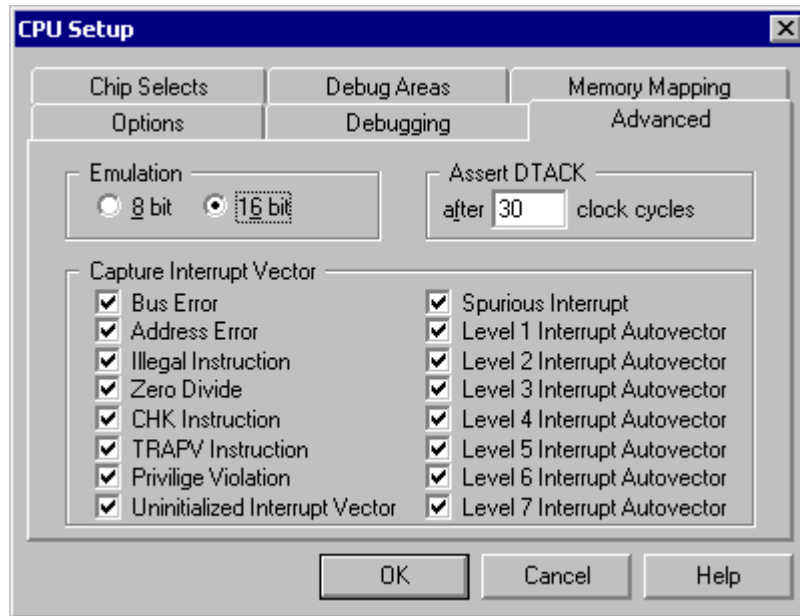 CPU Setup
Chip Selects Debug Areas Memory Mapping
Options Debugging Advanced
Emulation
8 bit 16 bit
Assert DTACK
after 30 clock cycles
Capture Interrupt Vector
Bus Error
Address Error
Illegal Instruction
Zero Divide
CHK Instruction
TRAPV Instruction
Privilige Violation
Uninitialized Interrupt Vector
Spurious Interrupt
Level 1 Interrupt Autovector
Level 2 Interrupt Autovector
Level 3 Interrupt Autovector
Level 4 Interrupt Autovector
Level 5 Interrupt Autovector
Level 6 Interrupt Autovector
Level 7 Interrupt Autovector
OK Cancel Help